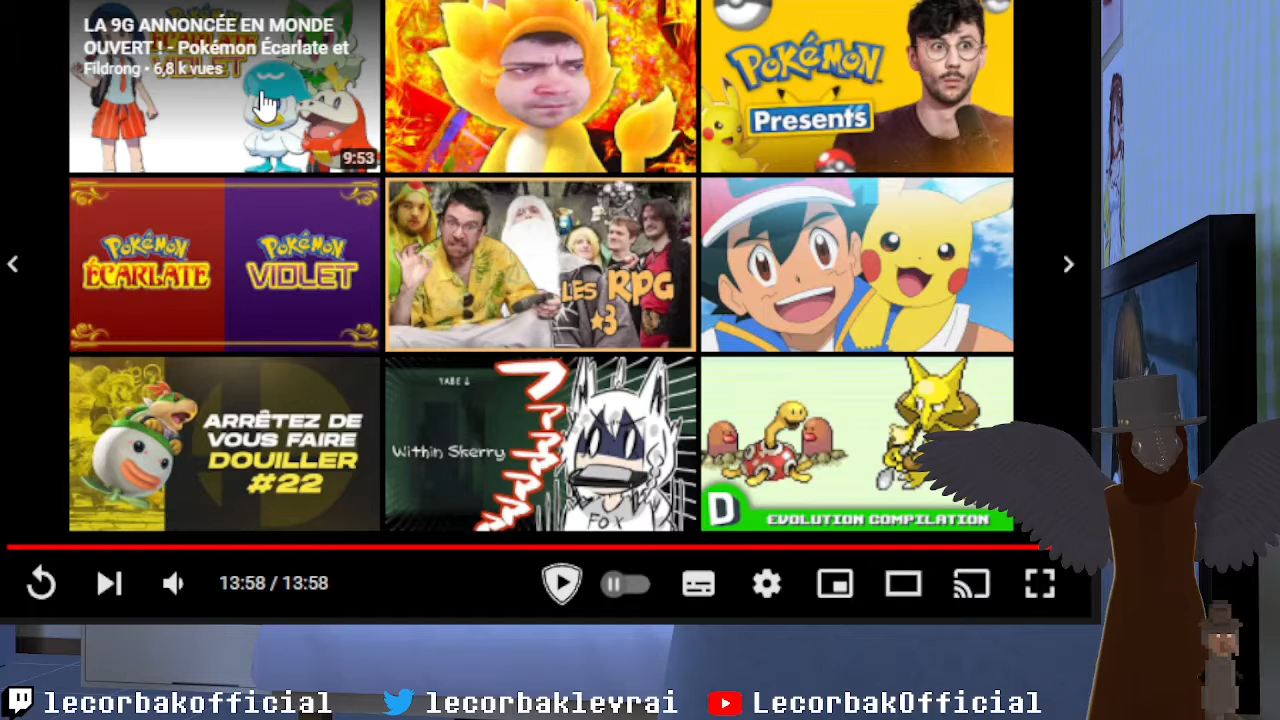 LA 9G ANNONCÉE EN MONDE
OUVERT ! - Pokémon Écarlate et
Fildrong • 6,8 k vues
9:53
POKÉMON
Presents
POKÉMON
ÉCARLATE
POKÉMON
VIOLET
LES RPG
★3
ARRÊTEZ DE
VOUS FAIRE
DOUILLER
#22
Within Skerry
FOX
D
EVOLUTION COMPILATION
13:58 / 13:58
lecorbakofficial
lecorbaklevrai
LecorbakOfficial